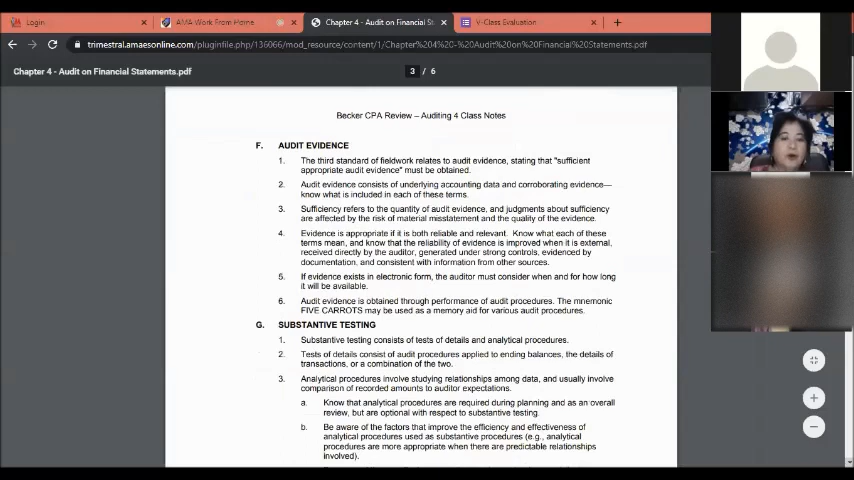 Login
AMA Work From Home
Chapter 4 - Audit on Financial St
V-Class Evaluation
trimestral.amaesonline.com/pluginfile.php/136066/mod_resource/content/1/Chapter%204%20-%20Audit%20on%20Financial%20Statements.pdf
Chapter 4 - Audit on Financial Statements.pdf
3 / 6
Becker CPA Review – Auditing 4 Class Notes
F. AUDIT EVIDENCE
1. The third standard of fieldwork relates to audit evidence, stating that "sufficient
appropriate audit evidence" must be obtained.
2. Audit evidence consists of underlying accounting data and corroborating evidence—
know what is included in each of these terms.
3. Sufficiency refers to the quantity of audit evidence, and judgments about sufficiency
are affected by the risk of material misstatement and the quality of the evidence.
4. Evidence is appropriate if it is both reliable and relevant. Know what each of these
terms mean, and know that the reliability of evidence is improved when it is external,
received directly by the auditor, generated under strong controls, evidenced by
documentation, and consistent with information from other sources.
5. If evidence exists in electronic form, the auditor must consider when and for how long
it will be available.
6. Audit evidence is obtained through performance of audit procedures. The mnemonic
FIVE CARROTS may be used as a memory aid for various audit procedures.
G. SUBSTANTIVE TESTING
1. Substantive testing consists of tests of details and analytical procedures.
2. Tests of details consist of audit procedures applied to ending balances, the details of
transactions, or a combination of the two.
3. Analytical procedures involve studying relationships among data, and usually involve
comparison of recorded amounts to auditor expectations.
a. Know that analytical procedures are required during planning and as an overall
review, but are optional with respect to substantive testing.
b. Be aware of the factors that improve the efficiency and effectiveness of
analytical procedures used as substantive procedures (e.g., analytical
procedures are more appropriate when there are predictable relationships
involved).